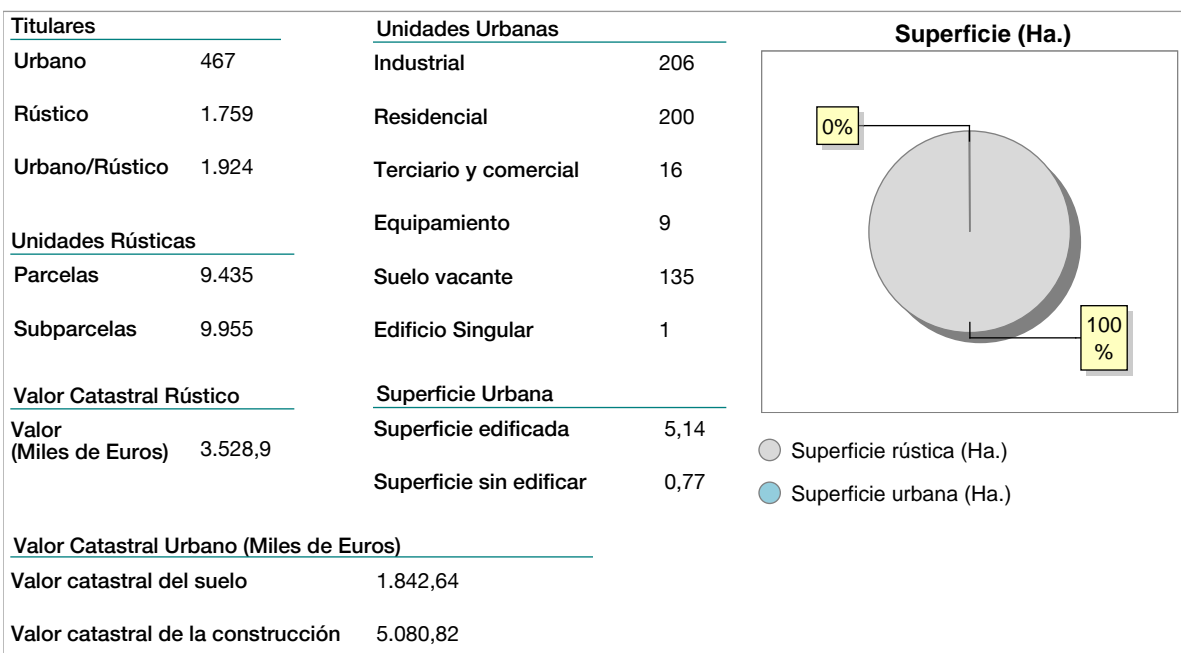 Titulares
Urbano 467
Rústico 1.759
Urbano/Rústico 1.924
Unidades Rústicas
Parcelas 9.435
Subparcelas 9.955
Valor Catastral Rústico
Valor
(Miles de Euros) 3.528,9
Unidades Urbanas
Industrial 206
Residencial 200
Terciario y comercial 16
Equipamiento 9
Suelo vacante 135
Edificio Singular 1
Superficie Urbana
Superficie edificada 5,14
Superficie sin edificar 0,77
Valor Catastral Urbano (Miles de Euros)
Valor catastral del suelo 1.842,64
Valor catastral de la construcción 5.080,82
Superficie (Ha.)
0%
100
%
Superficie rústica (Ha.)
Superficie urbana (Ha.)